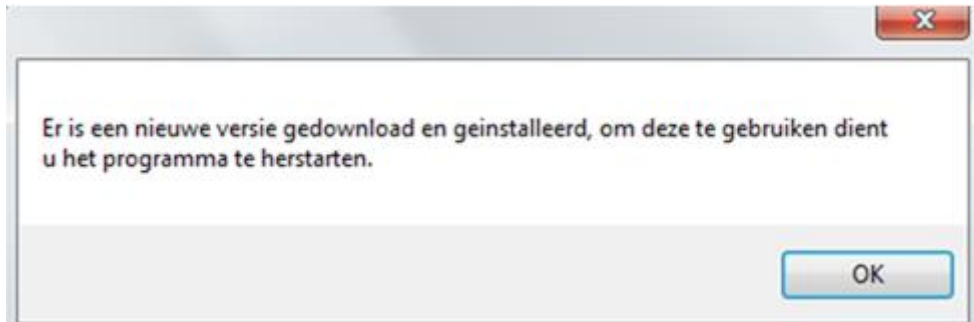 Er is een nieuwe versie gedownload en geinstalleerd, om deze te gebruiken dient
u het programma te herstarten.
OK